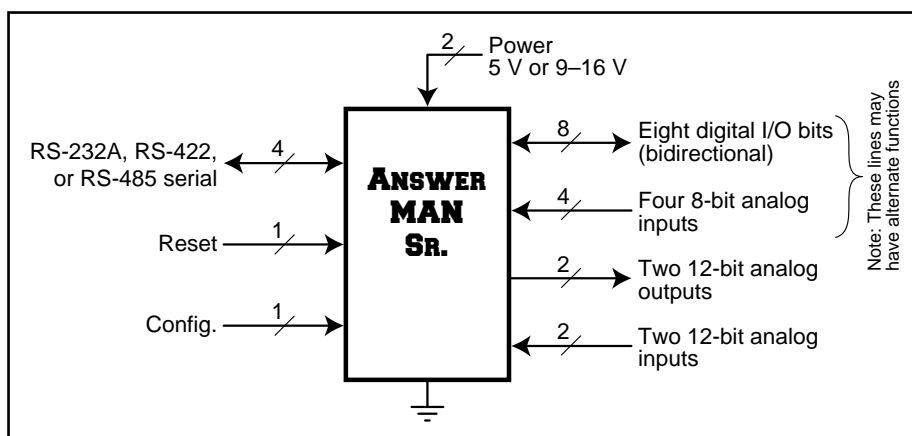 2
Power
5 V or 9–16 V
RS-232A, RS-422,
or RS-485 serial
4
Reset
1
Config.
1
ANSWER
MAN
SR.
8
Eight digital I/O bits
(bidirectional)
4
Four 8-bit analog
inputs
2
Two 12-bit analog
outputs
2
Two 12-bit analog
inputs
Note: These lines may
have alternate functions